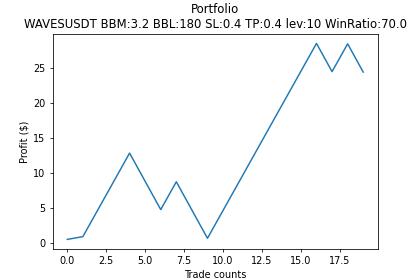 Portfolio
WAVESUSDT BBM:3.2 BBL:180 SL:0.4 TP:0.4 lev:10 WinRatio:70.0
25
20
15
10
5
0
Profit ($)
0.0 2.5 5.0 7.5 10.0 12.5 15.0 17.5
Trade counts